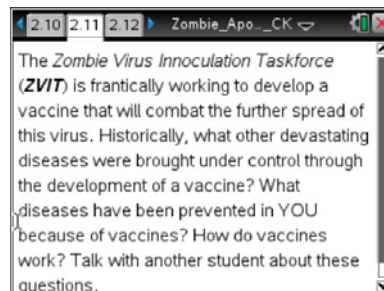 2.10 2.11 2.12 Zombie_Apo…_CK
The Zombie Virus Innoculation Taskforce
(ZVIT) is frantically working to develop a
vaccine that will combat the further spread of
this virus. Historically, what other devastating
diseases were brought under control through
the development of a vaccine? What
diseases have been prevented in YOU
because of vaccines? How do vaccines
work? Talk with another student about these
questions.